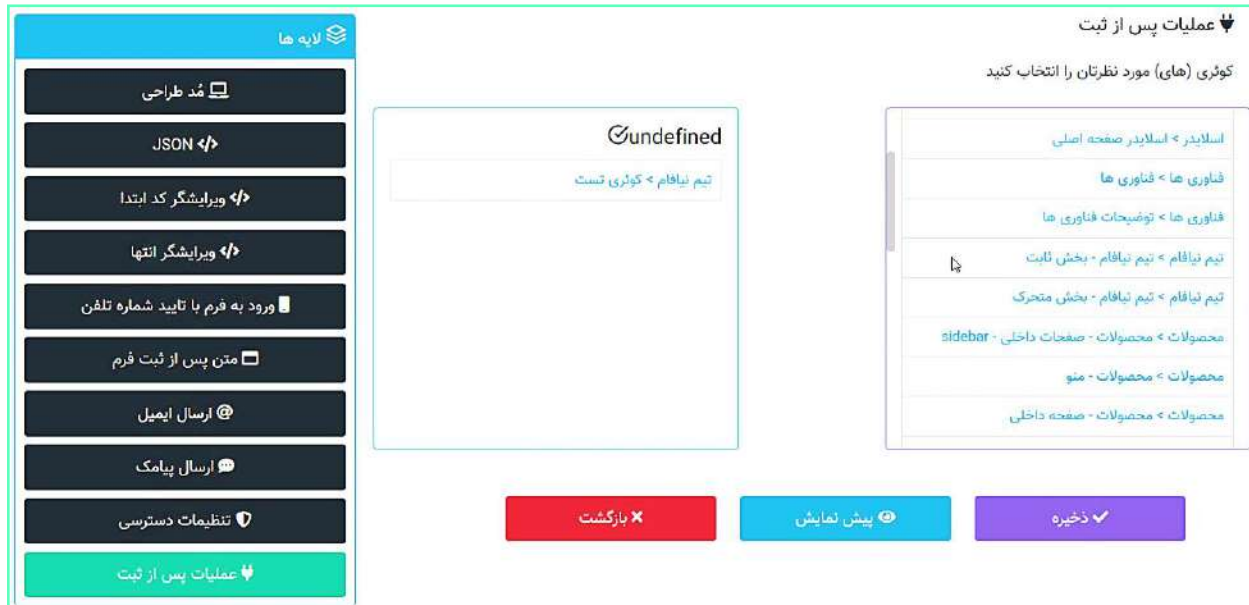 عملیات پس از ثبت
کوئری (های) مورد نظرتان را انتخاب کنید
اسلایدر > اسلایدر صفحه اصلی
فناوری ها > فناوری ها
فناوری ها > توضیحات فناوری ها
تیم نیافام > تیم نیافام - بخش ثابت
تیم نیافام > تیم نیافام - بخش متحرک
محصولات > محصولات - صفحات داخلی - sidebar
محصولات > محصولات - منو
محصولات > محصولات - صفحه داخلی
undefined
تیم نیافام > کوئری تست
ذخیره
پیش نمایش
بازگشت
لایه ها
مُد طراحی
JSON </>
</> ویرایشگر کد ابتدا
</> ویرایشگر انتها
ورود به فرم با تایید شماره تلفن
متن پس از ثبت فرم
@ ارسال ایمیل
ارسال پیامک
تنظیمات دسترسی
عملیات پس از ثبت